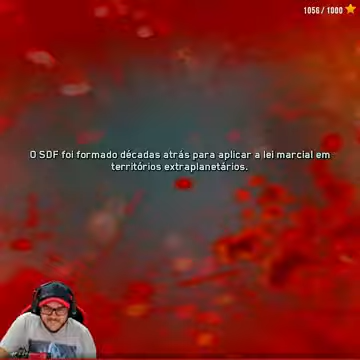 1056 / 1000
O SDF foi formado décadas atrás para aplicar a lei marcial em
territórios extraplanetários.